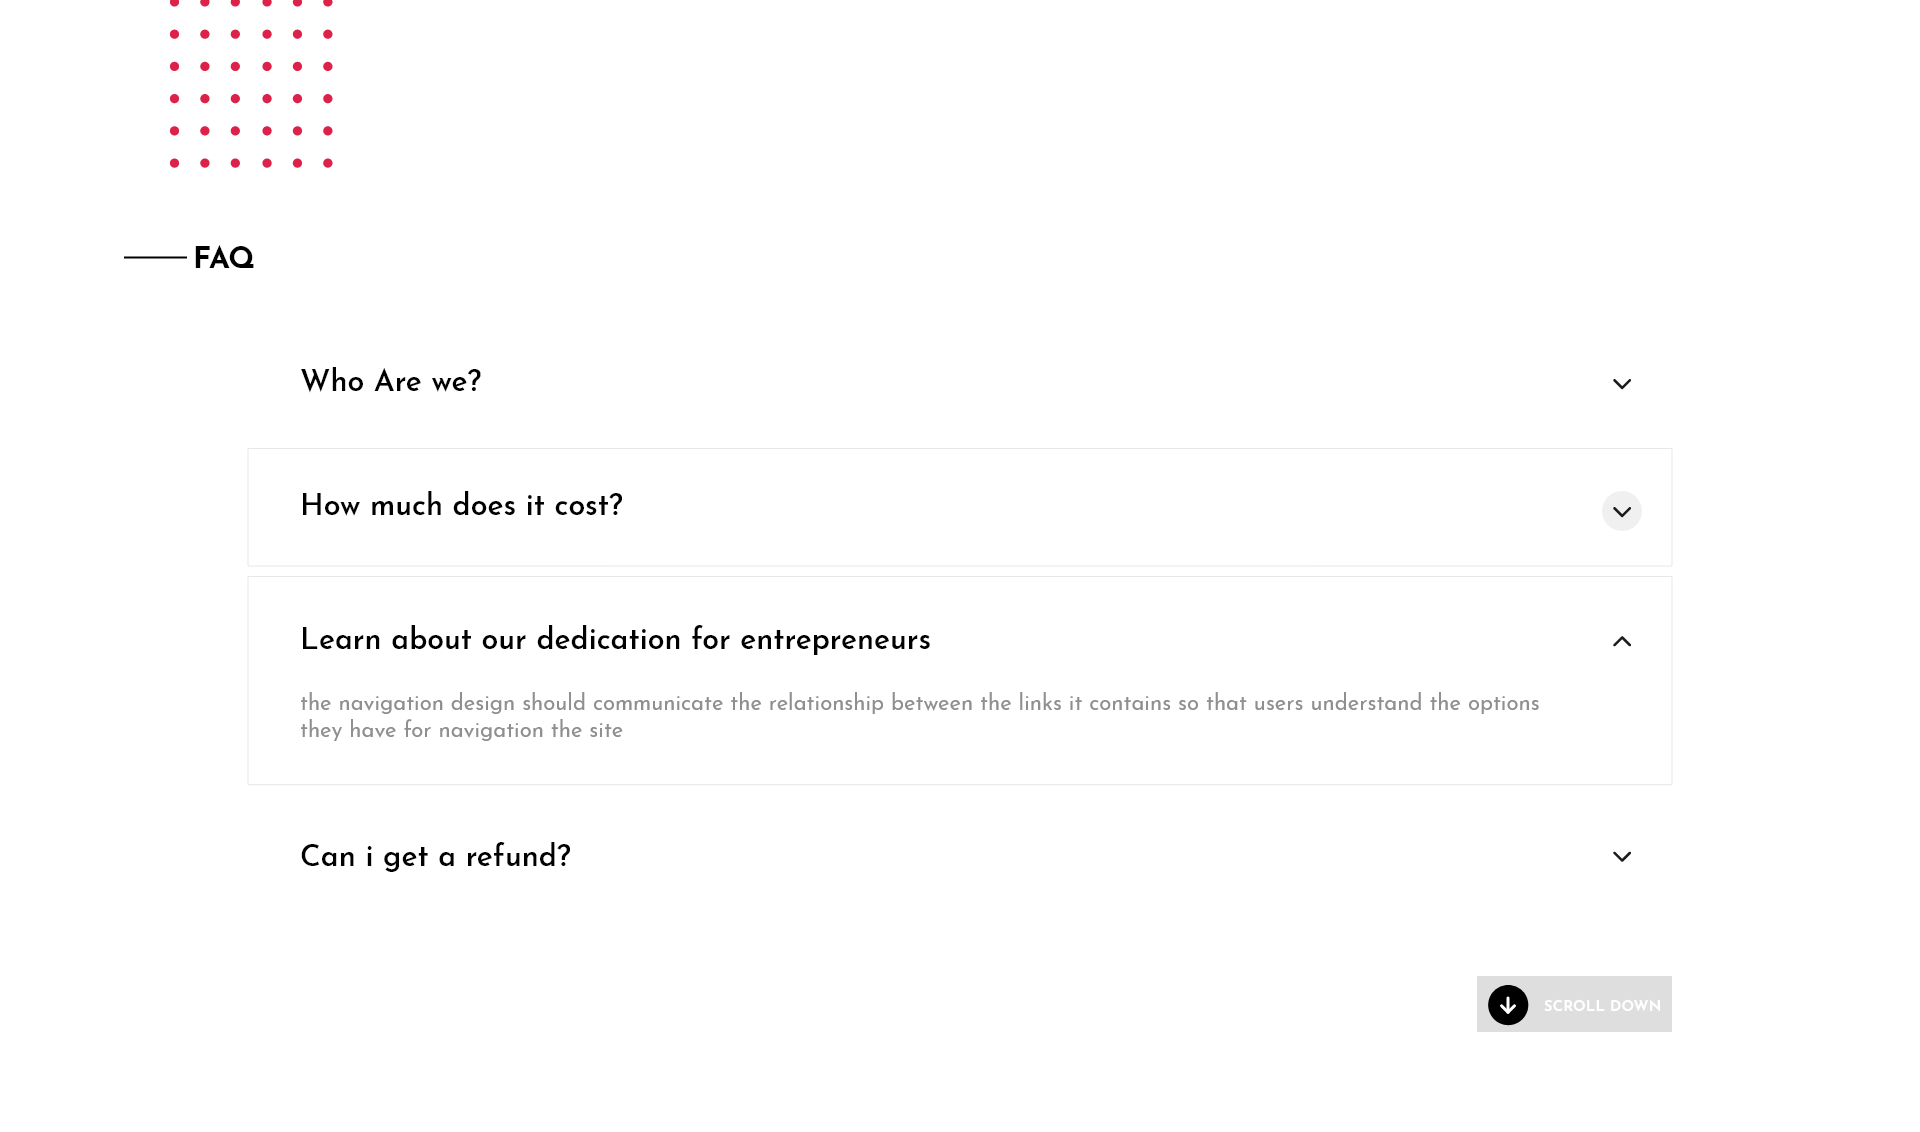 FAQ
Who Are we?
How much does it cost?
Learn about our dedication for entrepreneurs
the navigation design should communicate the relationship between the links it contains so that users understand the options
they have for navigation the site
Can i get a refund?
SCROLL DOWN